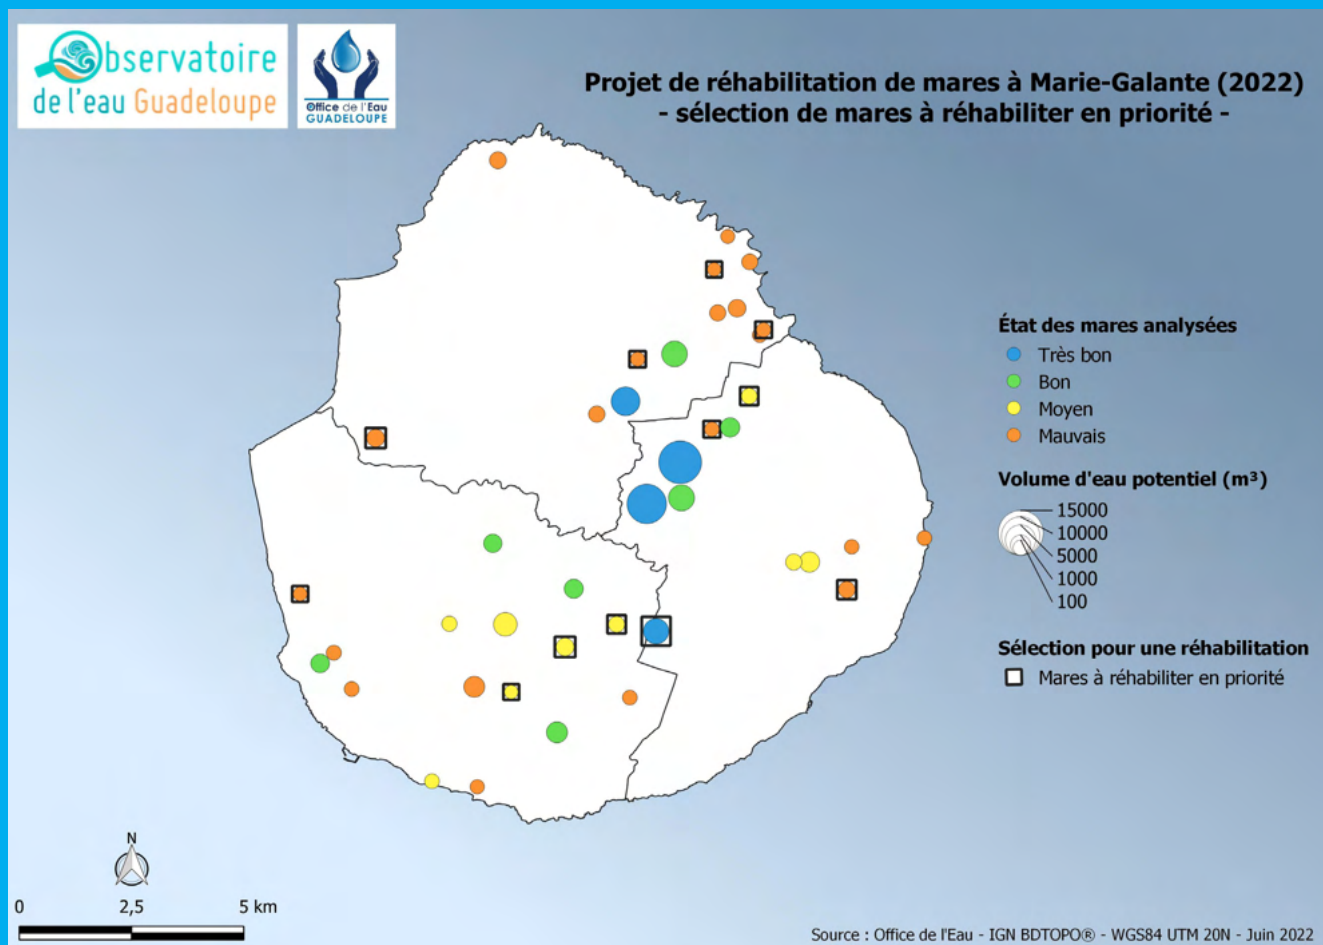 Observatoire
de l'eau Guadeloupe
Office de l'Eau
GUADELOUPE
Projet de réhabilitation de mares à Marie-Galante (2022)
- sélection de mares à réhabiliter en priorité -
État des mares analysées
Très bon
Bon
Moyen
Mauvais
Volume d'eau potentiel (m³)
15000
10000
5000
1000
100
Sélection pour une réhabilitation
Mares à réhabiliter en priorité
N
0 2,5 5 km
Source : Office de l'Eau - IGN BDTOPO® - WGS84 UTM 20N - Juin 2022